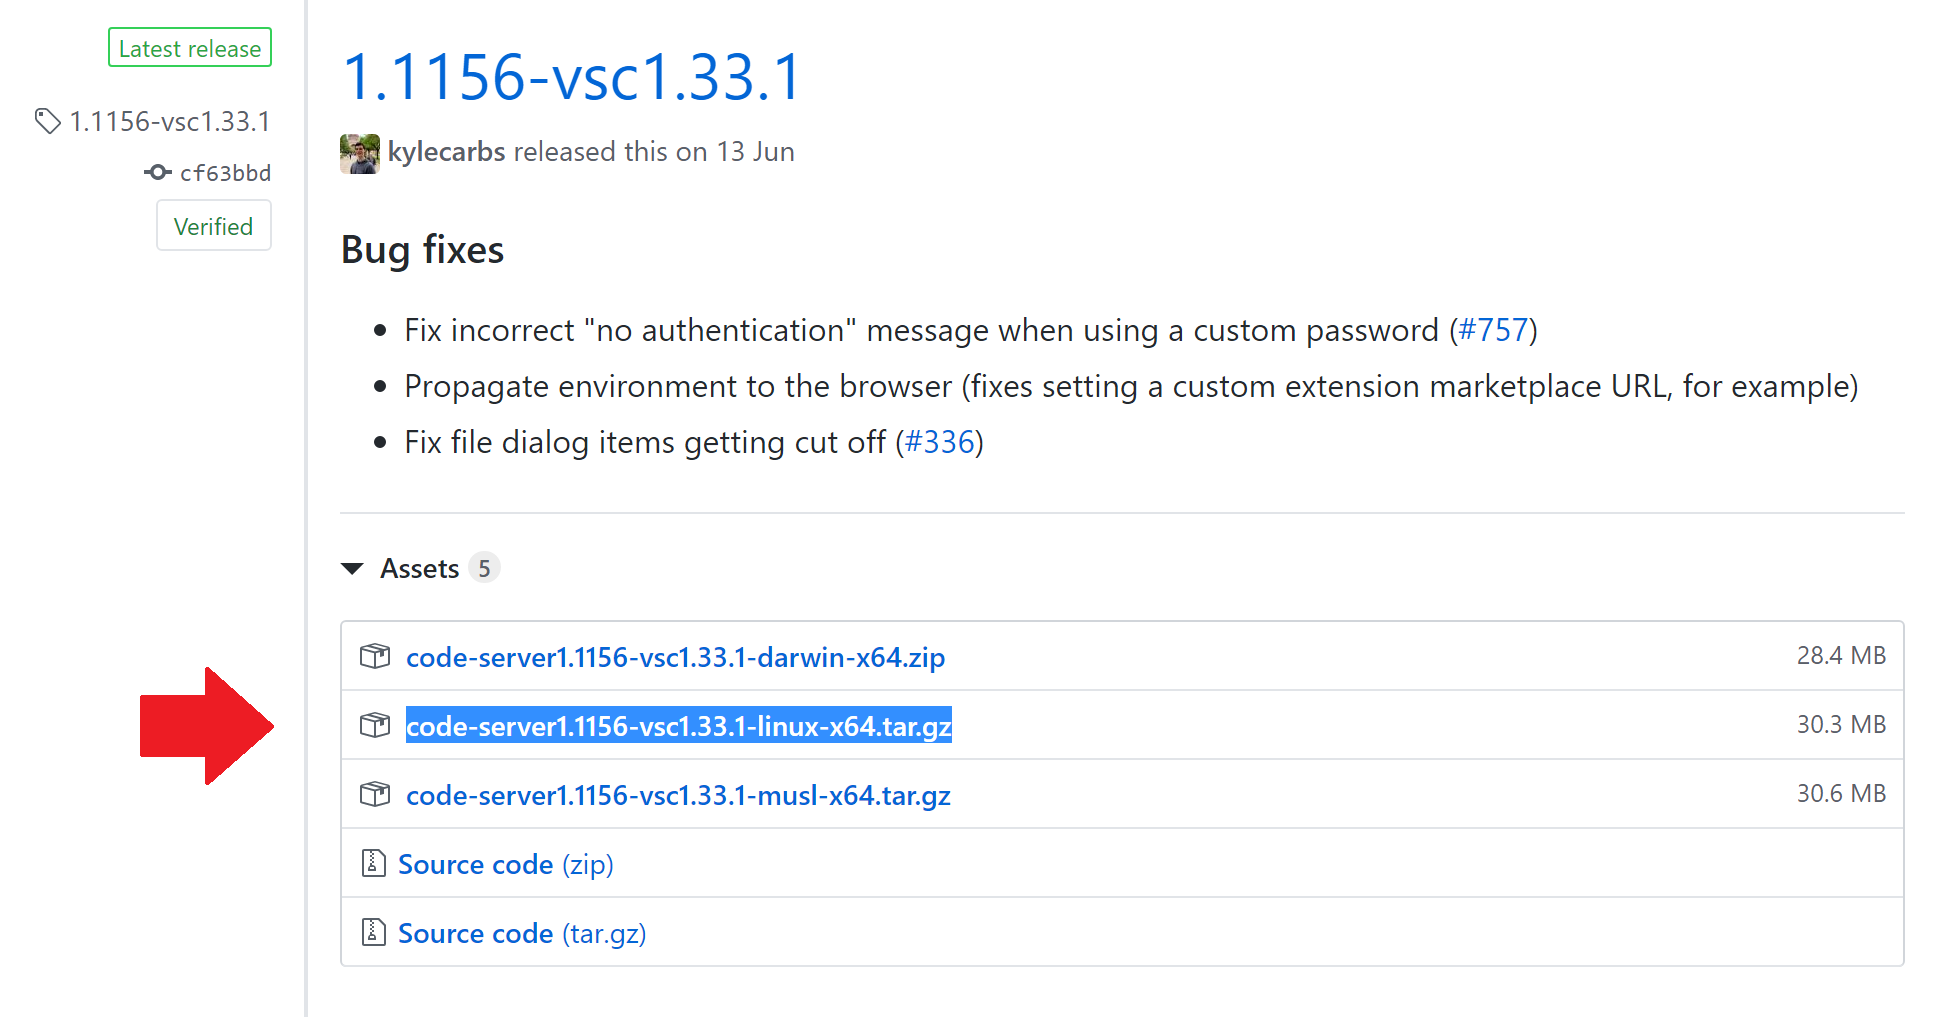 Latest release
1.1156-vsc1.33.1
cf63bbd
Verified
1.1156-vsc1.33.1
kylecarbs released this on 13 Jun
Bug fixes
Fix incorrect "no authentication" message when using a custom password (#757)
Propagate environment to the browser (fixes setting a custom extension marketplace URL, for example)
Fix file dialog items getting cut off (#336)
Assets 5
code-server1.1156-vsc1.33.1-darwin-x64.zip 28.4 MB
code-server1.1156-vsc1.33.1-linux-x64.tar.gz 30.3 MB
code-server1.1156-vsc1.33.1-musl-x64.tar.gz 30.6 MB
Source code (zip)
Source code (tar.gz)